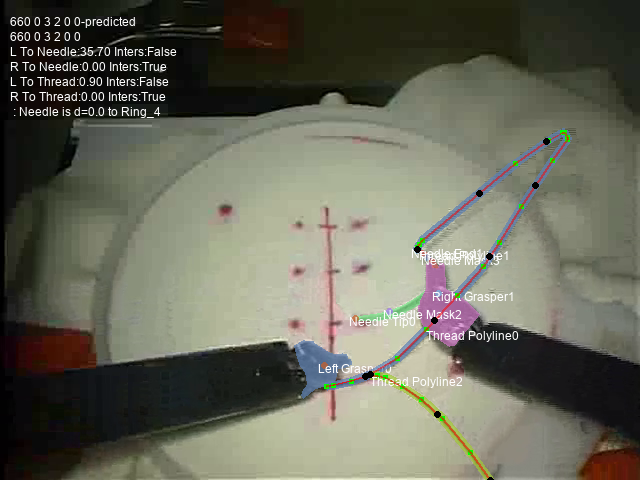 660 0 3 2 0 0-predicted
660 0 3 2 0 0
L To Needle:35.70 Inters:False
R To Needle:0.00 Inters:True
L To Thread:0.90 Inters:False
R To Thread:0.00 Inters:True
: Needle is d=0.0 to Ring_4
Right Grasper1
Needle Mask2
Needle Tip0
Thread Polyline0
Thread Polyline2